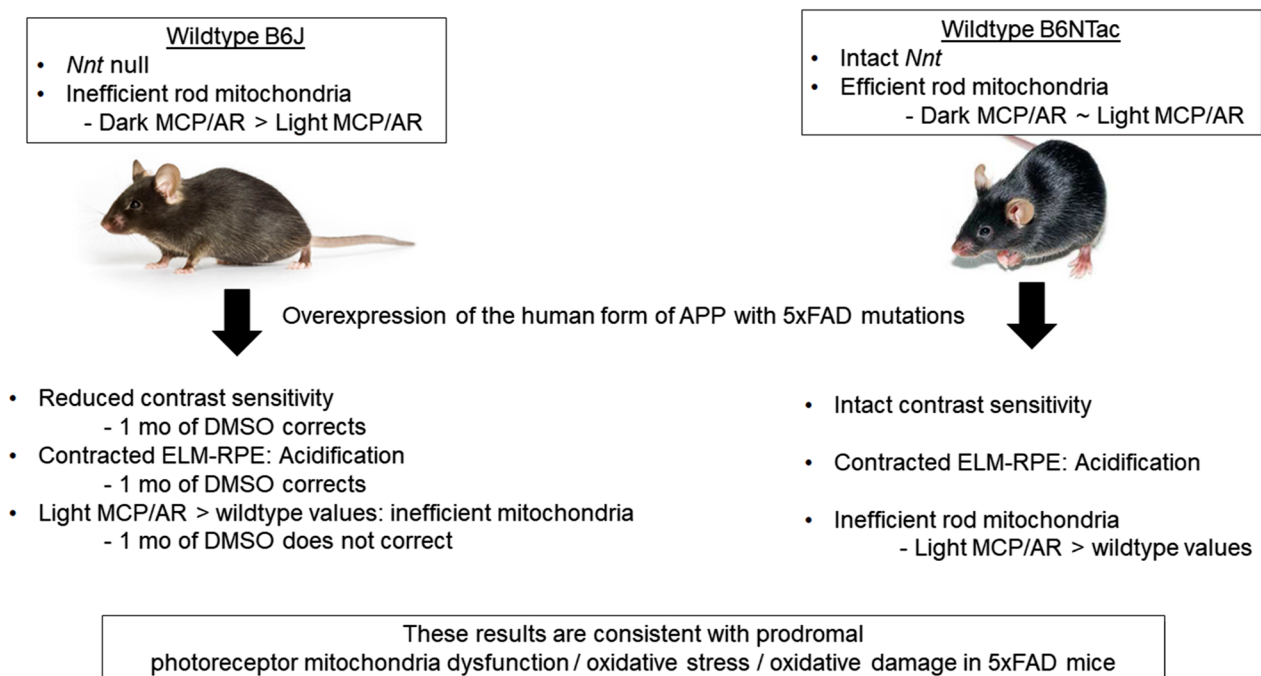 Wildtype B6J
• Nnt null
• Inefficient rod mitochondria
- Dark MCP/AR > Light MCP/AR
Wildtype B6NTac
• Intact Nnt
• Efficient rod mitochondria
- Dark MCP/AR ~ Light MCP/AR
Overexpression of the human form of APP with 5xFAD mutations
• Reduced contrast sensitivity
- 1 mo of DMSO corrects
• Contracted ELM-RPE: Acidification
- 1 mo of DMSO corrects
• Light MCP/AR > wildtype values: inefficient mitochondria
- 1 mo of DMSO does not correct
• Intact contrast sensitivity
• Contracted ELM-RPE: Acidification
• Inefficient rod mitochondria
- Light MCP/AR > wildtype values
These results are consistent with prodromal
photoreceptor mitochondria dysfunction / oxidative stress / oxidative damage in 5xFAD mice